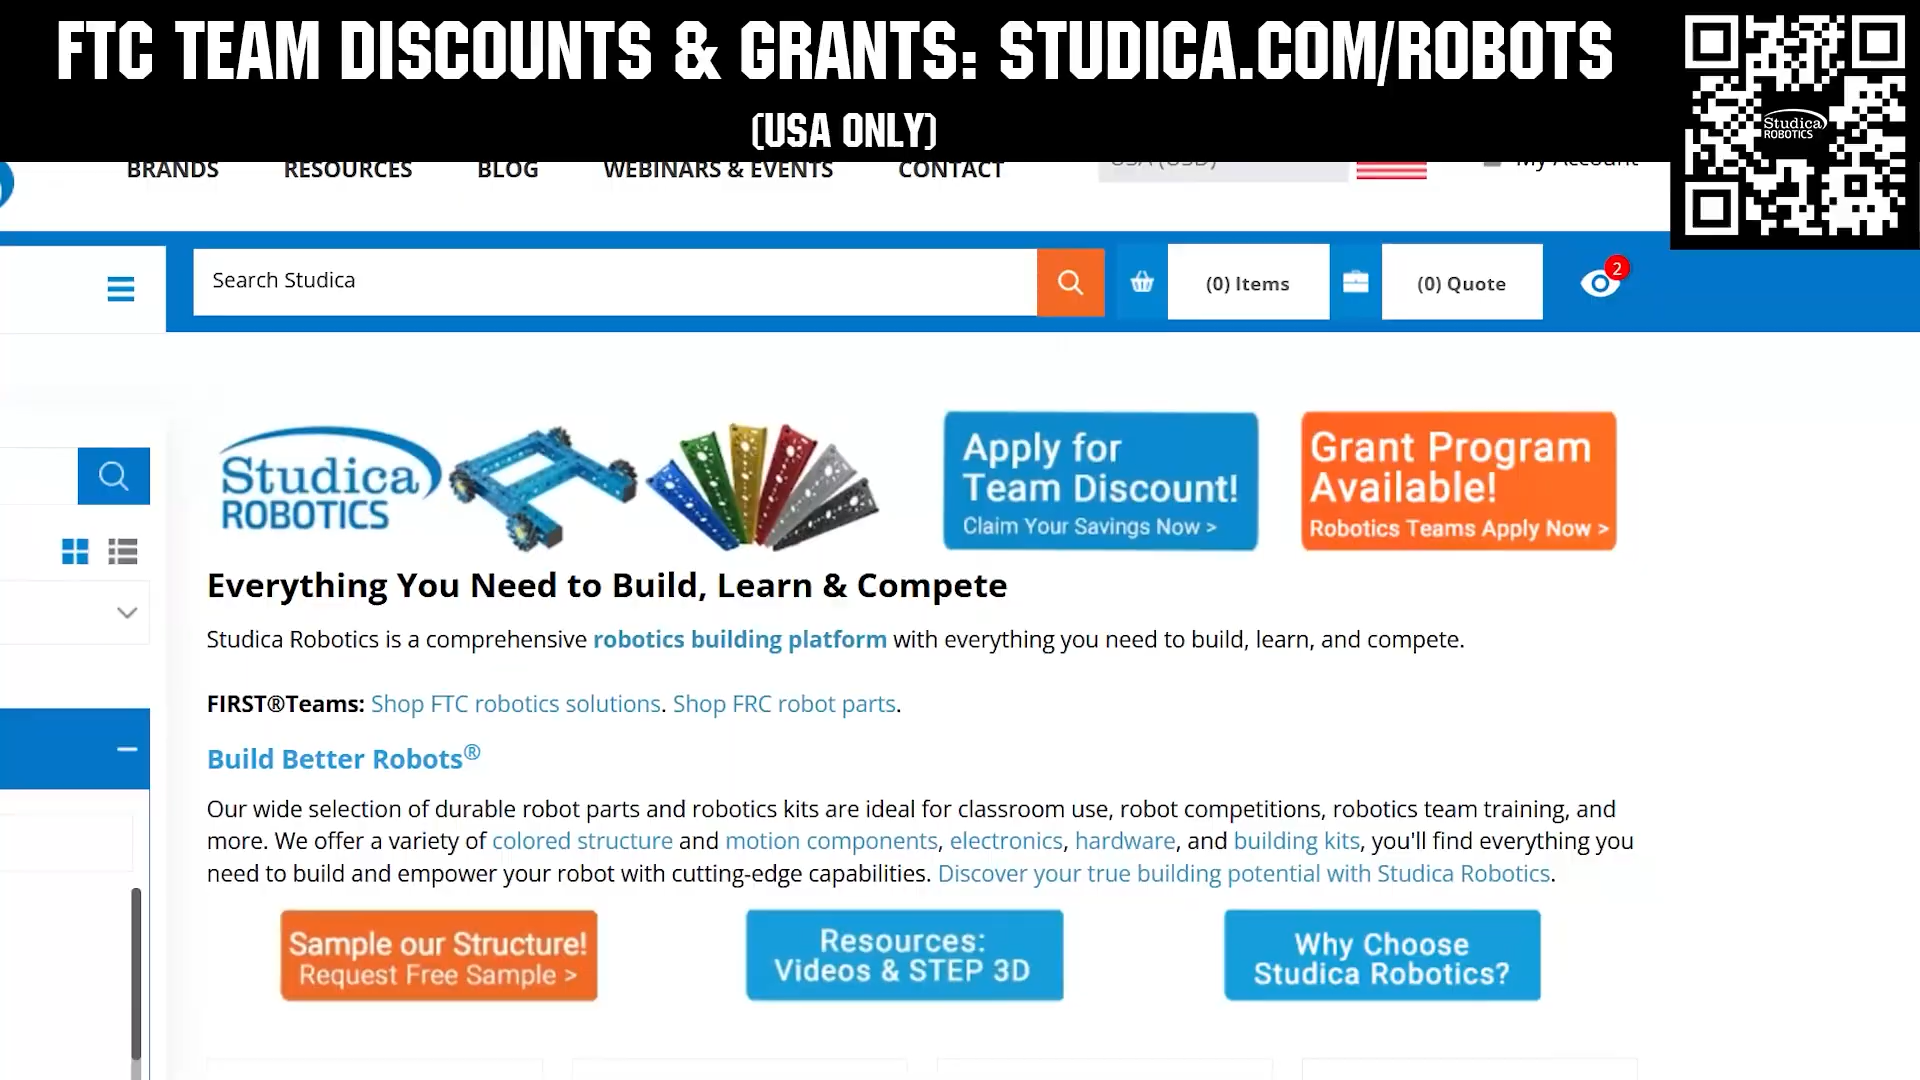 FTC TEAM DISCOUNTS & GRANTS: STUDICA.COM/ROBOTS
(USA ONLY)
Studica
ROBOTICS
BRANDS RESOURCES BLOG WEBINARS & EVENTS CONTACT USA (USD) My Account
Search Studica (0) Items (0) Quote 2
Studica
ROBOTICS
Apply for
Team Discount!
Claim Your Savings Now >
Grant Program
Available!
Robotics Teams Apply Now >
Everything You Need to Build, Learn & Compete
Studica Robotics is a comprehensive robotics building platform with everything you need to build, learn, and compete.
FIRST®Teams: Shop FTC robotics solutions. Shop FRC robot parts.
Build Better Robots®
Our wide selection of durable robot parts and robotics kits are ideal for classroom use, robot competitions, robotics team training, and
more. We offer a variety of colored structure and motion components, electronics, hardware, and building kits, you'll find everything you
need to build and empower your robot with cutting-edge capabilities. Discover your true building potential with Studica Robotics.
Sample our Structure!
Request Free Sample >
Resources:
Videos & STEP 3D
Why Choose
Studica Robotics?